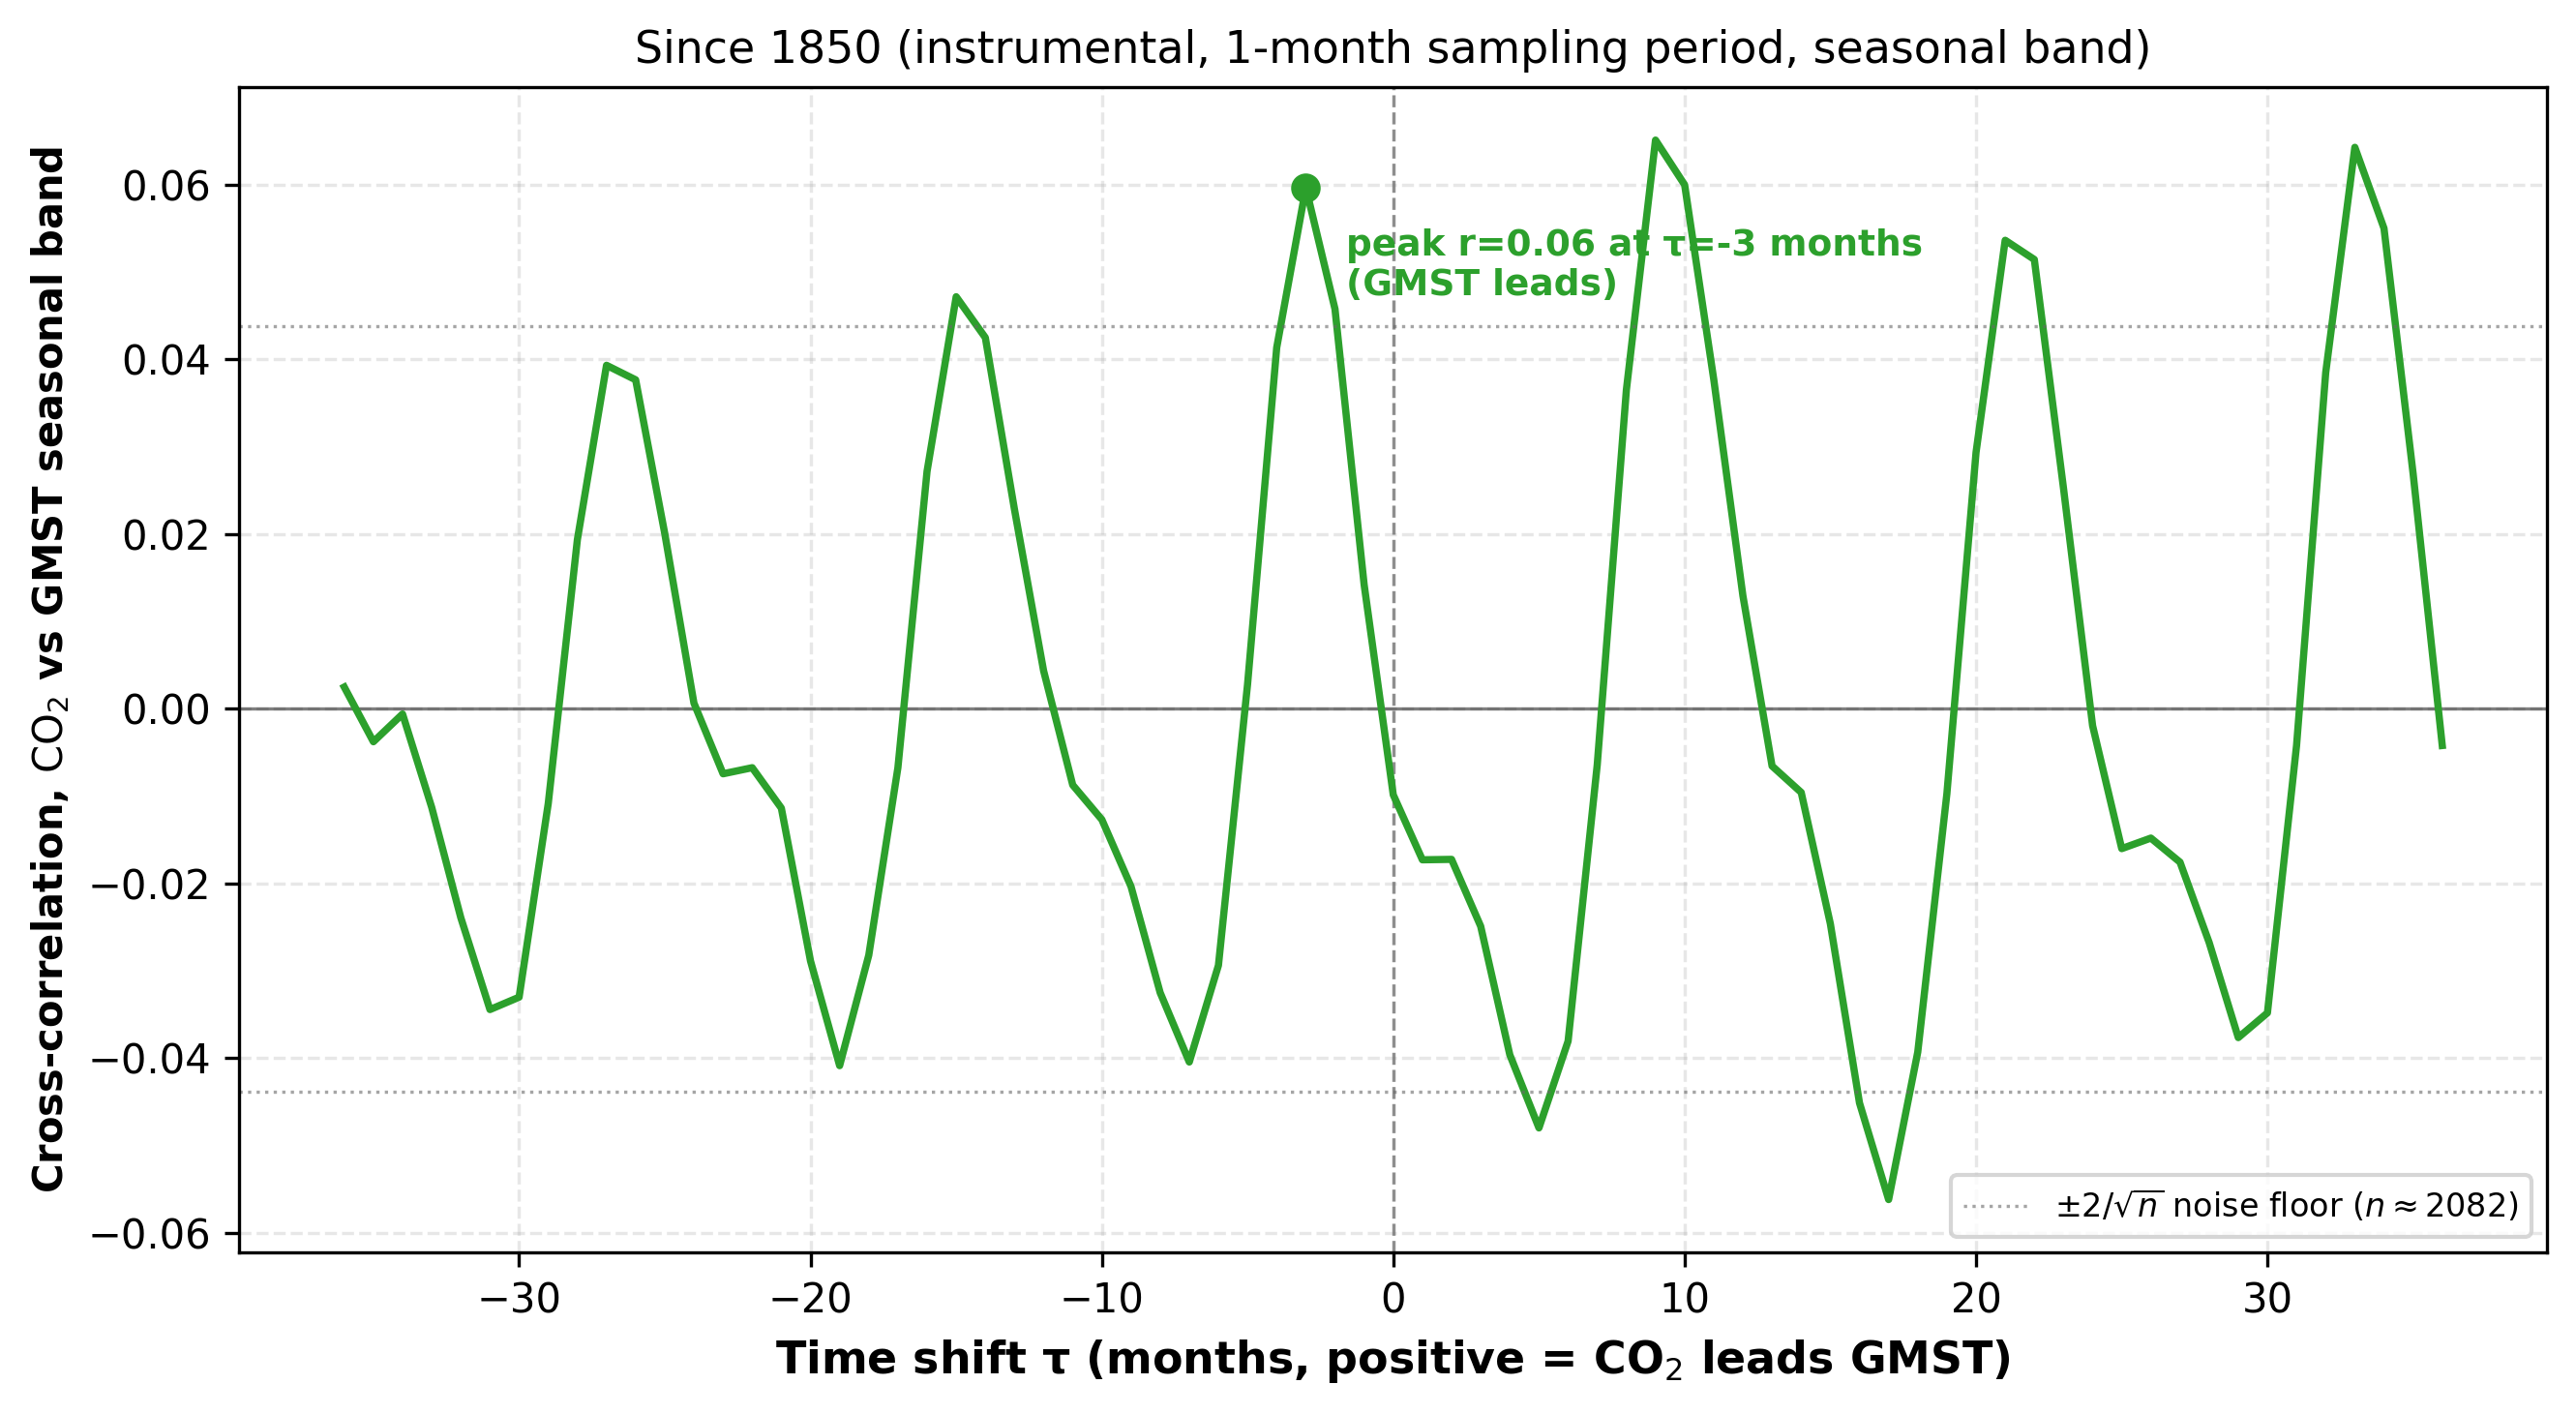 Since 1850 (instrumental, 1-month sampling period, seasonal band)
Cross-correlation, CO₂ vs GMST seasonal band
0.06
0.04
0.02
0.00
−0.02
−0.04
−0.06
peak r=0.06 at τ=-3 months
(GMST leads)
±2/√n noise floor (n ≈ 2082)
−30
−20
−10
0
10
20
30
Time shift τ (months, positive = CO₂ leads GMST)